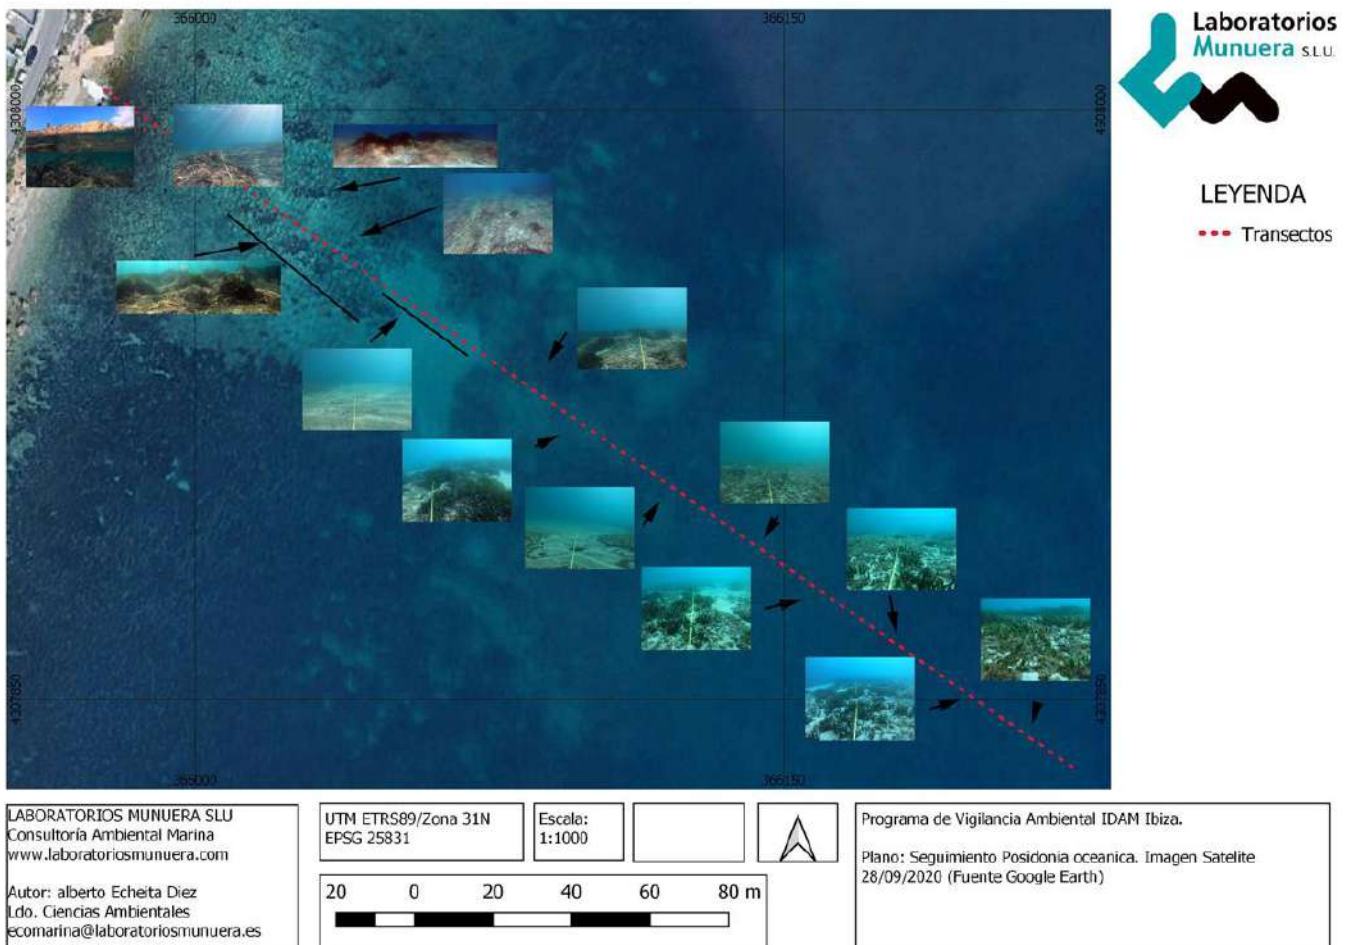 366000
366150
4308000
4308000
Laboratorios
Munuera S.L.U.
LEYENDA
Transectos
4307850
4307850
366000
366150
LABORATORIOS MUNUERA SLU
Consultoría Ambiental Marina
www.laboratoriosmunuera.com
Autor: alberto Echeita Diez
Ldo. Ciencias Ambientales
ecomarina@laboratoriosmunuera.es
UTM ETRS89/Zona 31N
EPSG 25831
Escala:
1:1000
20 0 20 40 60 80 m
Programa de Vigilancia Ambiental IDAM Ibiza.
Plano: Seguimiento Posidonia oceanica. Imagen Satelite
28/09/2020 (Fuente Google Earth)